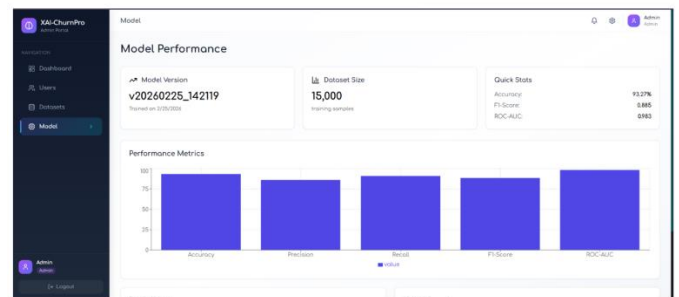 XAI-ChurnPro
Admin Portal
NAVIGATION
Dashboard
Users
Datasets
Model
Admin
Admin
Logout
Model
Admin
Admin
Model Performance
Model Version
v20260225_142119
Trained on 2/25/2026
Dataset Size
15,000
training samples
Quick Stats
Accuracy: 93.27%
F1-Score: 0.885
ROC-AUC: 0.983
Performance Metrics
100
75
50
25
0
Accuracy Precision Recall F1-Score ROC-AUC
value